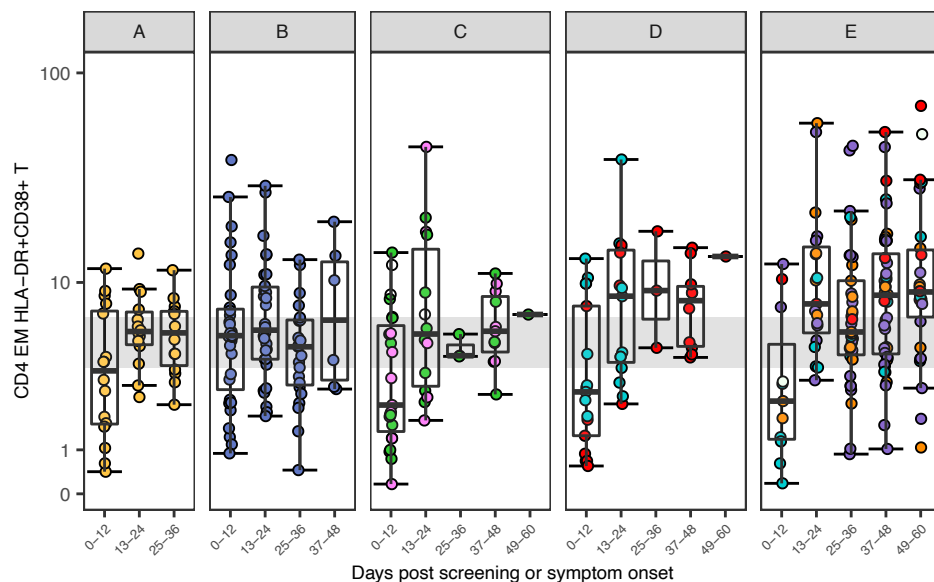 A B C D E
CD4 EM HLA−DR+CD38+ T
100
10
1
0
0−12 13−24 25−36 0−12 13−24 25−36 37−48 0−12 13−24 25−36 37−48 49−60 0−12 13−24 25−36 37−48 49−60 0−12 13−24 25−36 37−48 49−60
Days post screening or symptom onset